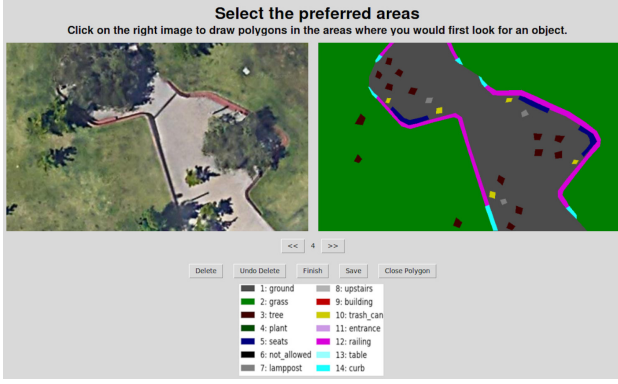 Select the preferred areas
Click on the right image to draw polygons in the areas where you would first look for an object.
<< 4 >>
Delete Undo Delete Finish Save Close Polygon
1: ground 8: upstairs
2: grass 9: building
3: tree 10: trash_can
4: plant 11: entrance
5: seats 12: railing
6: not_allowed 13: table
7: lamppost 14: curb